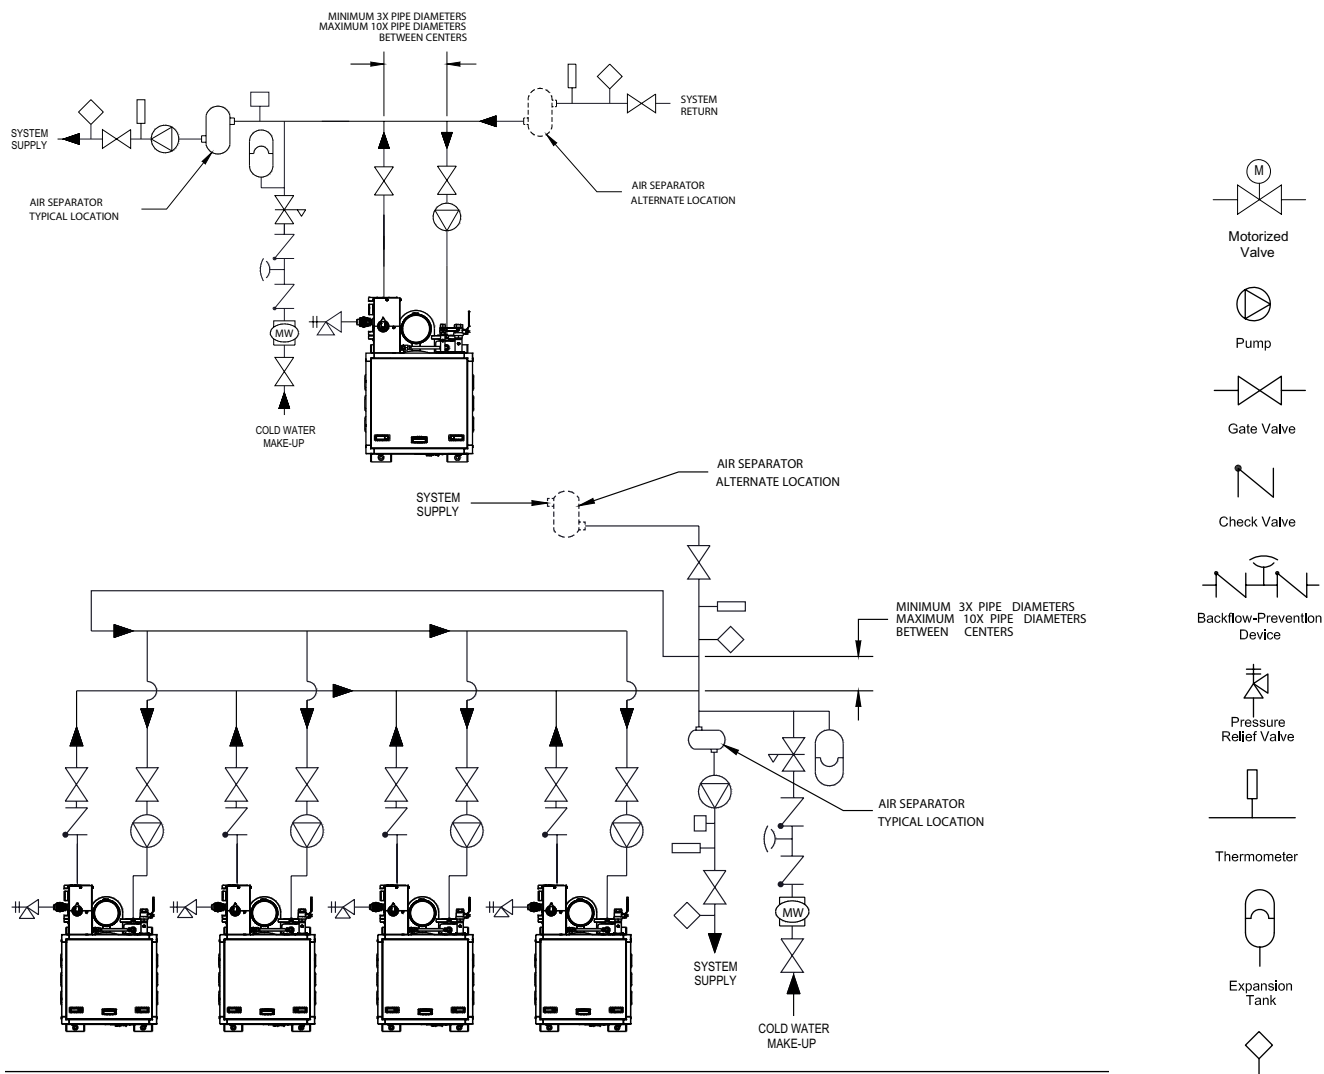 MINIMUM 3X PIPE DIAMETERS
MAXIMUM 10X PIPE DIAMETERS
BETWEEN CENTERS
SYSTEM
RETURN
SYSTEM
SUPPLY
AIR SEPARATOR
TYPICAL LOCATION
AIR SEPARATOR
ALTERNATE LOCATION
MW
COLD WATER
MAKE-UP
AIR SEPARATOR
ALTERNATE LOCATION
SYSTEM
SUPPLY
MINIMUM 3X PIPE DIAMETERS
MAXIMUM 10X PIPE DIAMETERS
BETWEEN CENTERS
AIR SEPARATOR
TYPICAL LOCATION
MW
SYSTEM
SUPPLY
COLD WATER
MAKE-UP
M
Motorized
Valve
Pump
Gate Valve
Check Valve
Backflow-Prevention
Device
Pressure
Relief Valve
Thermometer
Expansion
Tank